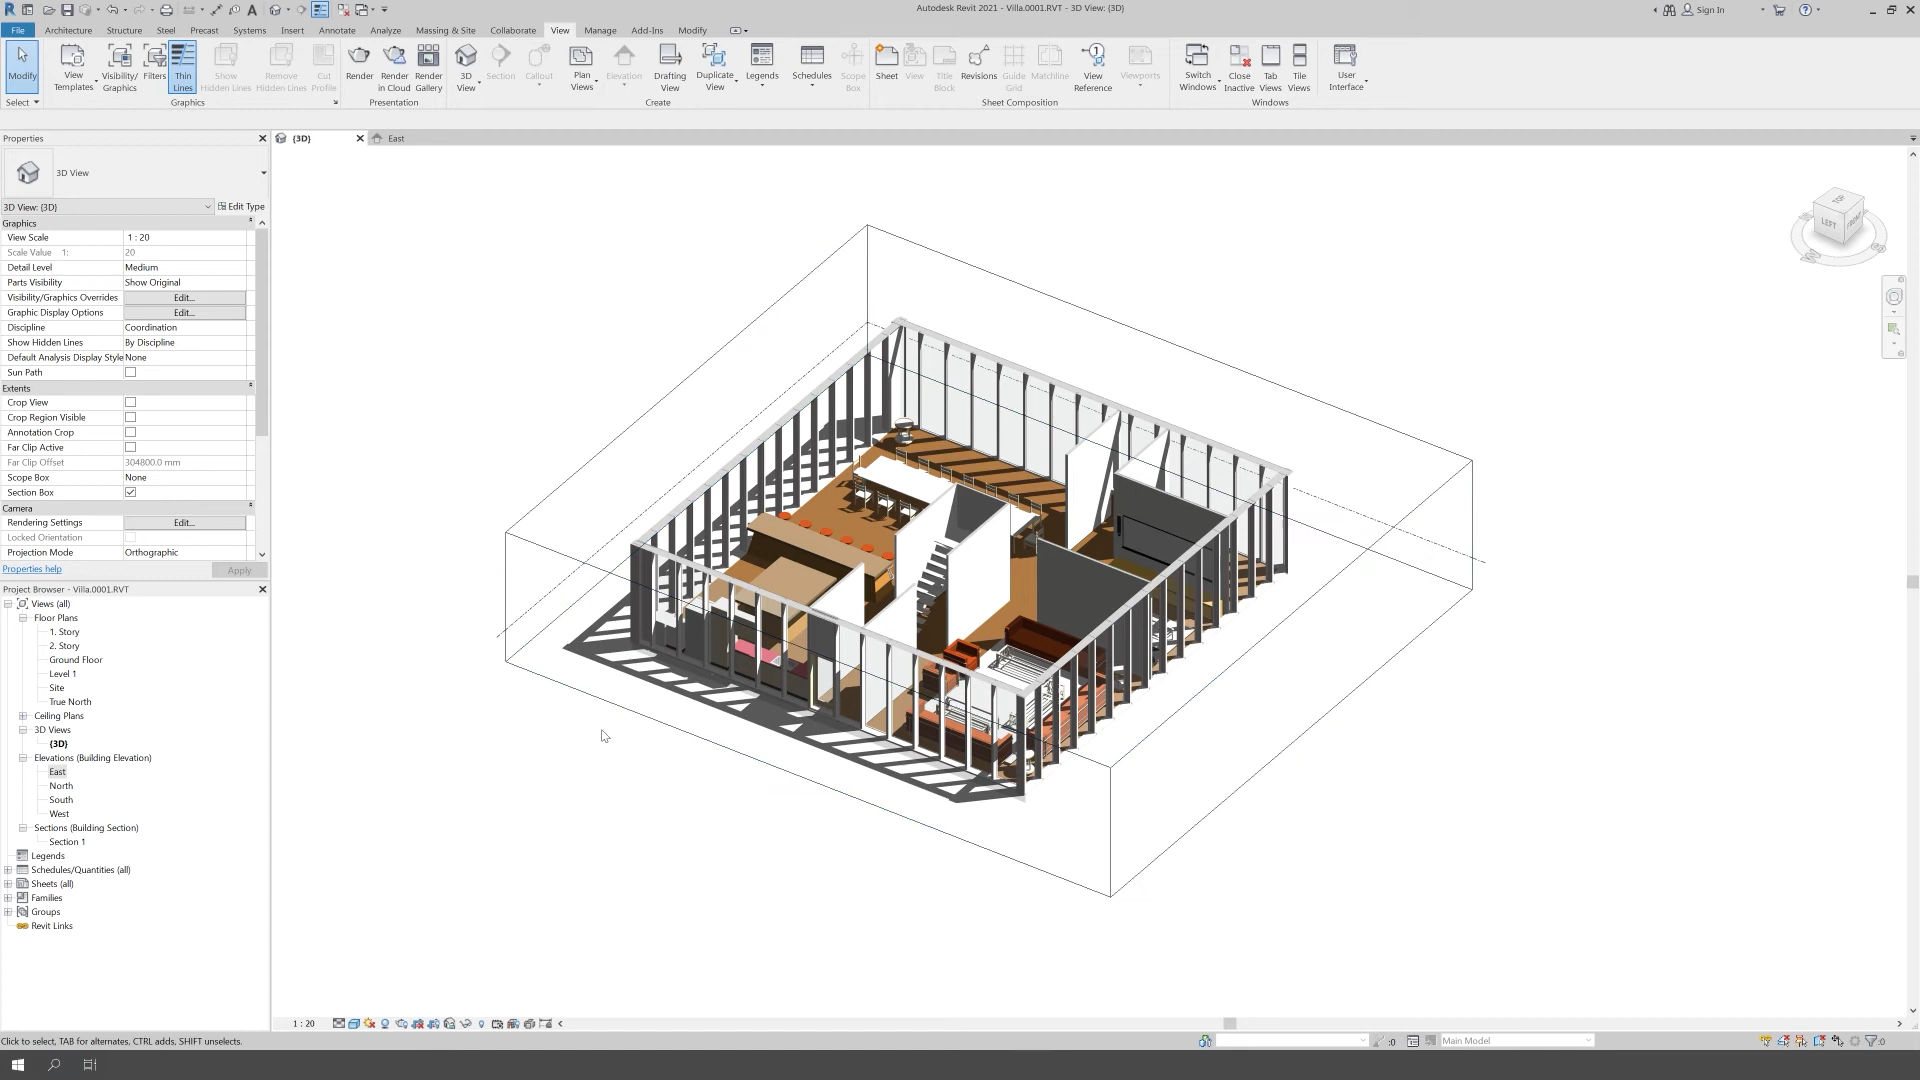 Autodesk Revit 2021 - Villa.0001.RVT - 3D View: {3D}
Sign In
File Architecture Structure Steel Precast Systems Insert Annotate Analyze Massing & Site Collaborate View Manage Add-Ins Modify
Modify
View Templates
Visibility/ Graphics
Filters
Thin Lines
Show Hidden Lines
Remove Hidden Lines
Cut Profile
Render
Render in Cloud
Render Gallery
3D View
Section
Callout
Plan Views
Elevation
Drafting View
Duplicate View
Legends
Schedules
Scope Box
Sheet
View
Title Block
Revisions
Guide Grid
Matchline
View Reference
Viewports
Switch Windows
Close Inactive
Tab Views
Tile Views
User Interface
Select Graphics Presentation Create Sheet Composition Windows
Properties
{3D} East
3D View
3D View: {3D} Edit Type
Graphics
View Scale 1 : 20
Scale Value 1: 20
Detail Level Medium
Parts Visibility Show Original
Visibility/Graphics Overrides Edit...
Graphic Display Options Edit...
Discipline Coordination
Show Hidden Lines By Discipline
Default Analysis Display Style None
Sun Path
Extents
Crop View
Crop Region Visible
Annotation Crop
Far Clip Active
Far Clip Offset 304800.0 mm
Scope Box None
Section Box
Camera
Rendering Settings Edit...
Locked Orientation
Projection Mode Orthographic
Properties help Apply
Project Browser - Villa.0001.RVT
Views (all)
Floor Plans
1. Story
2. Story
Ground Floor
Level 1
Site
True North
Ceiling Plans
3D Views
{3D}
Elevations (Building Elevation)
East
North
South
West
Sections (Building Section)
Section 1
Legends
Schedules/Quantities (all)
Sheets (all)
Families
Groups
Revit Links
TOP
LEFT FRONT
1 : 20
Click to select, TAB for alternates, CTRL adds, SHIFT unselects.
:0
Main Model
:0